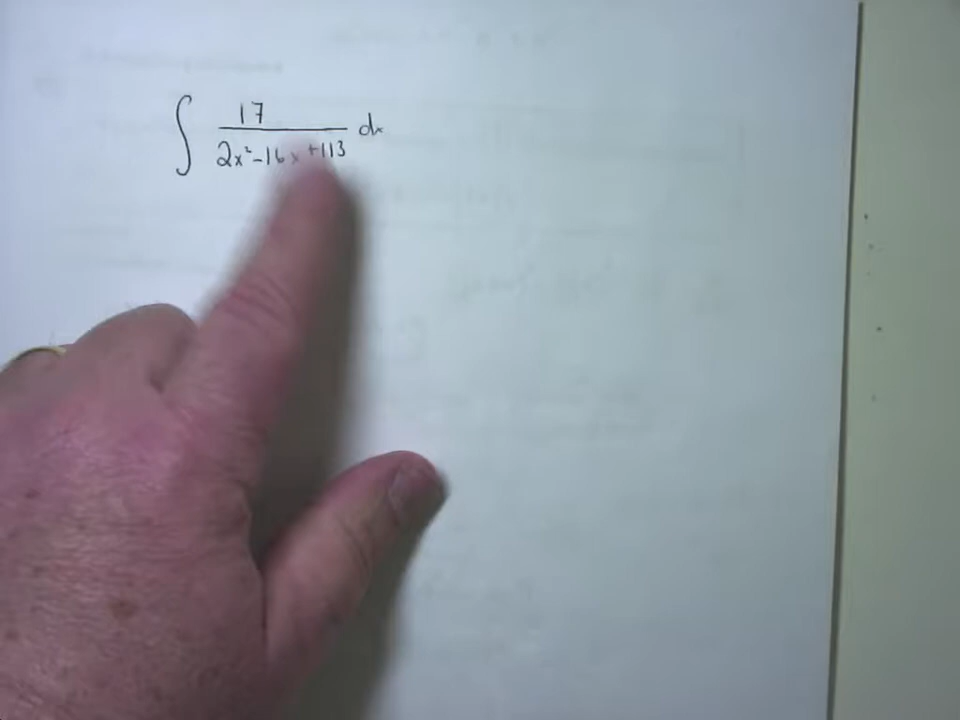 ∫ 17 / (2x² - 16x + 113) dx